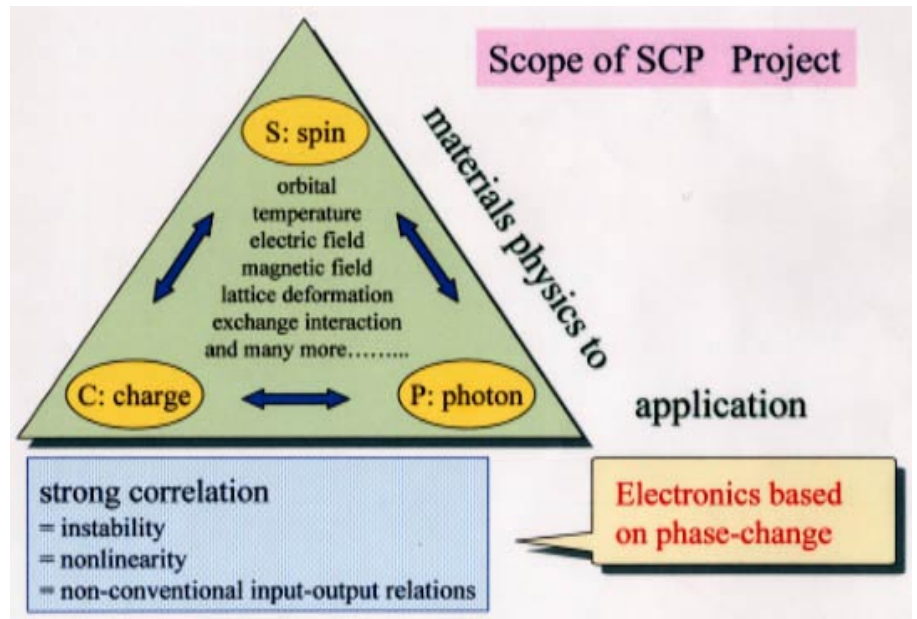 Scope of SCP Project
S: spin
orbital
temperature
electric field
magnetic field
lattice deformation
exchange interaction
and many more……...
C: charge
P: photon
materials physics to
application
strong correlation
= instability
= nonlinearity
= non-conventional input-output relations
Electronics based
on phase-change